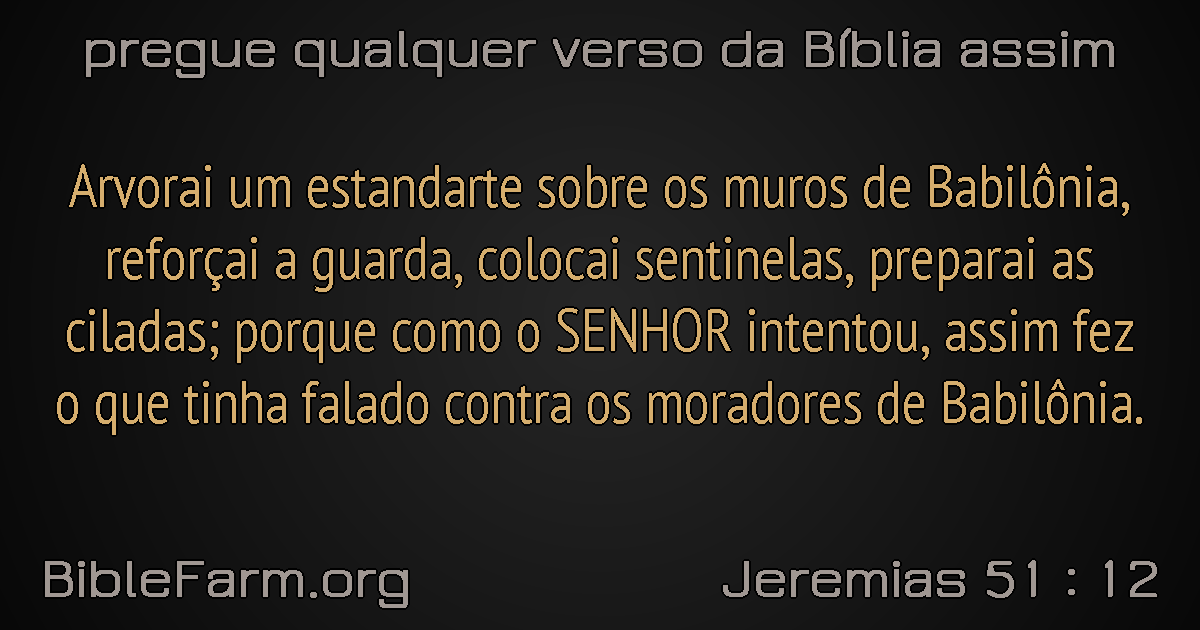 pregue qualquer verso da Bíblia assim
Arvorai um estandarte sobre os muros de Babilônia,
reforçai a guarda, colocai sentinelas, preparai as
ciladas; porque como o SENHOR intentou, assim fez
o que tinha falado contra os moradores de Babilônia.
BibleFarm.org
Jeremias 51 : 12